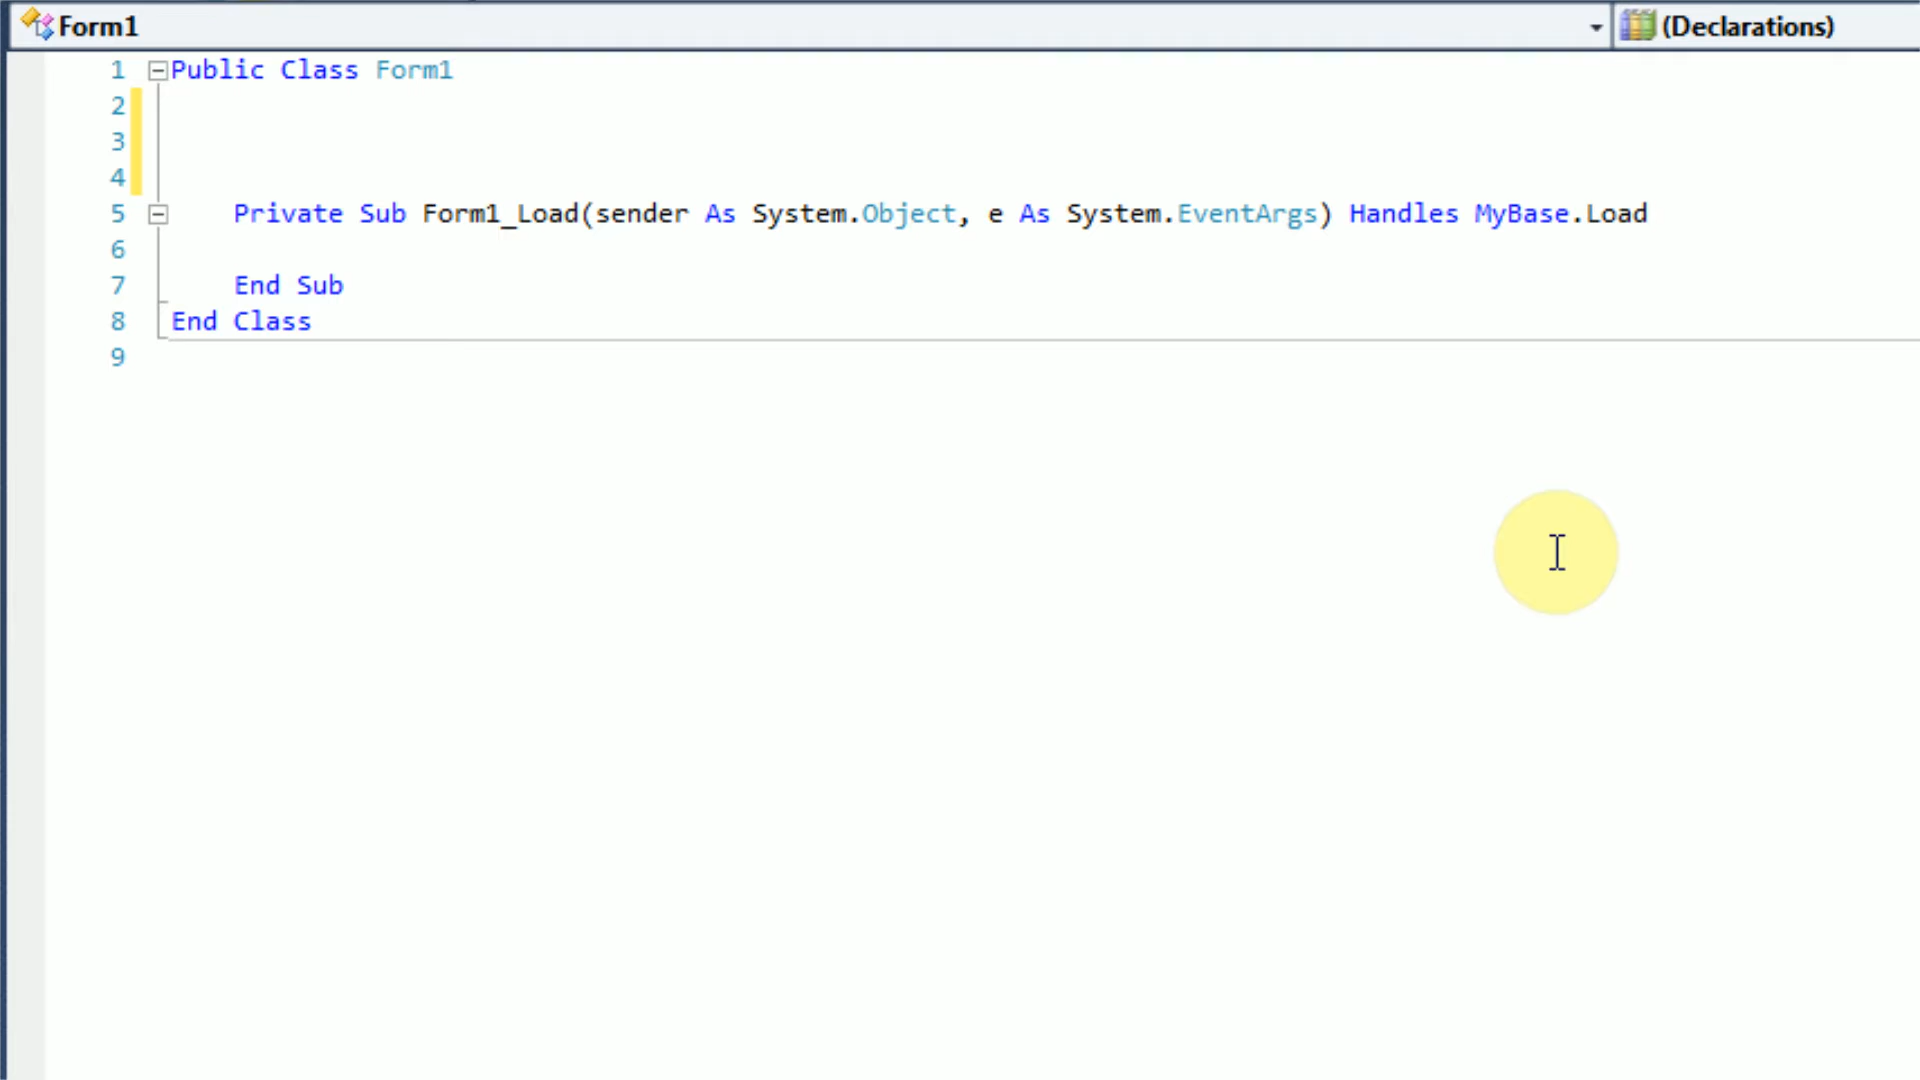 Form1 (Declarations)
1 Public Class Form1
2
3
4
5 Private Sub Form1_Load(sender As System.Object, e As System.EventArgs) Handles MyBase.Load
6
7 End Sub
8 End Class
9